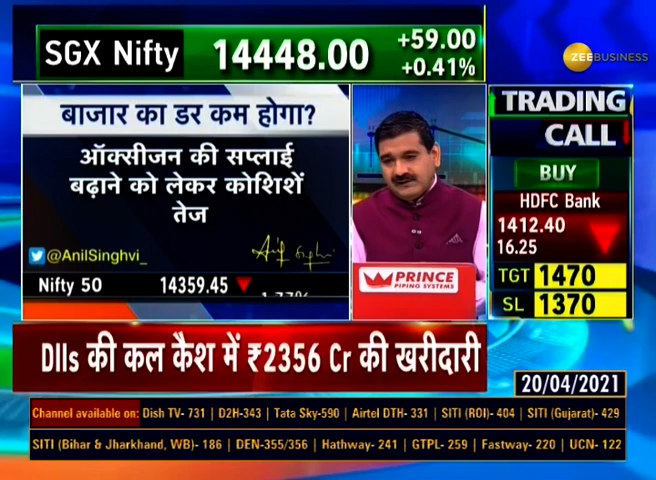 SGX Nifty 14448.00 +59.00
+0.41%
ZEEBUSINESS
बाजार का डर कम होगा?
ऑक्सीजन की सप्लाई
बढ़ाने को लेकर कोशिशें
तेज
@AnilSinghvi_
Nifty 50 14359.45
PRINCE
PIPING SYSTEMS
TRADING
CALL
BUY
HDFC Bank
1412.40
16.25
TGT 1470
SL 1370
DIIs की कल कैश में ₹2356 Cr की खरीदारी
20/04/2021
Channel available on: Dish TV- 731 | D2H-343 | Tata Sky-590 | Airtel DTH- 331 | SITI (ROI)- 404 | SITI (Gujarat)- 429
SITI (Bihar & Jharkhand, WB)- 186 | DEN-355/356 | Hathway- 241 | GTPL- 259 | Fastway- 220 | UCN- 122